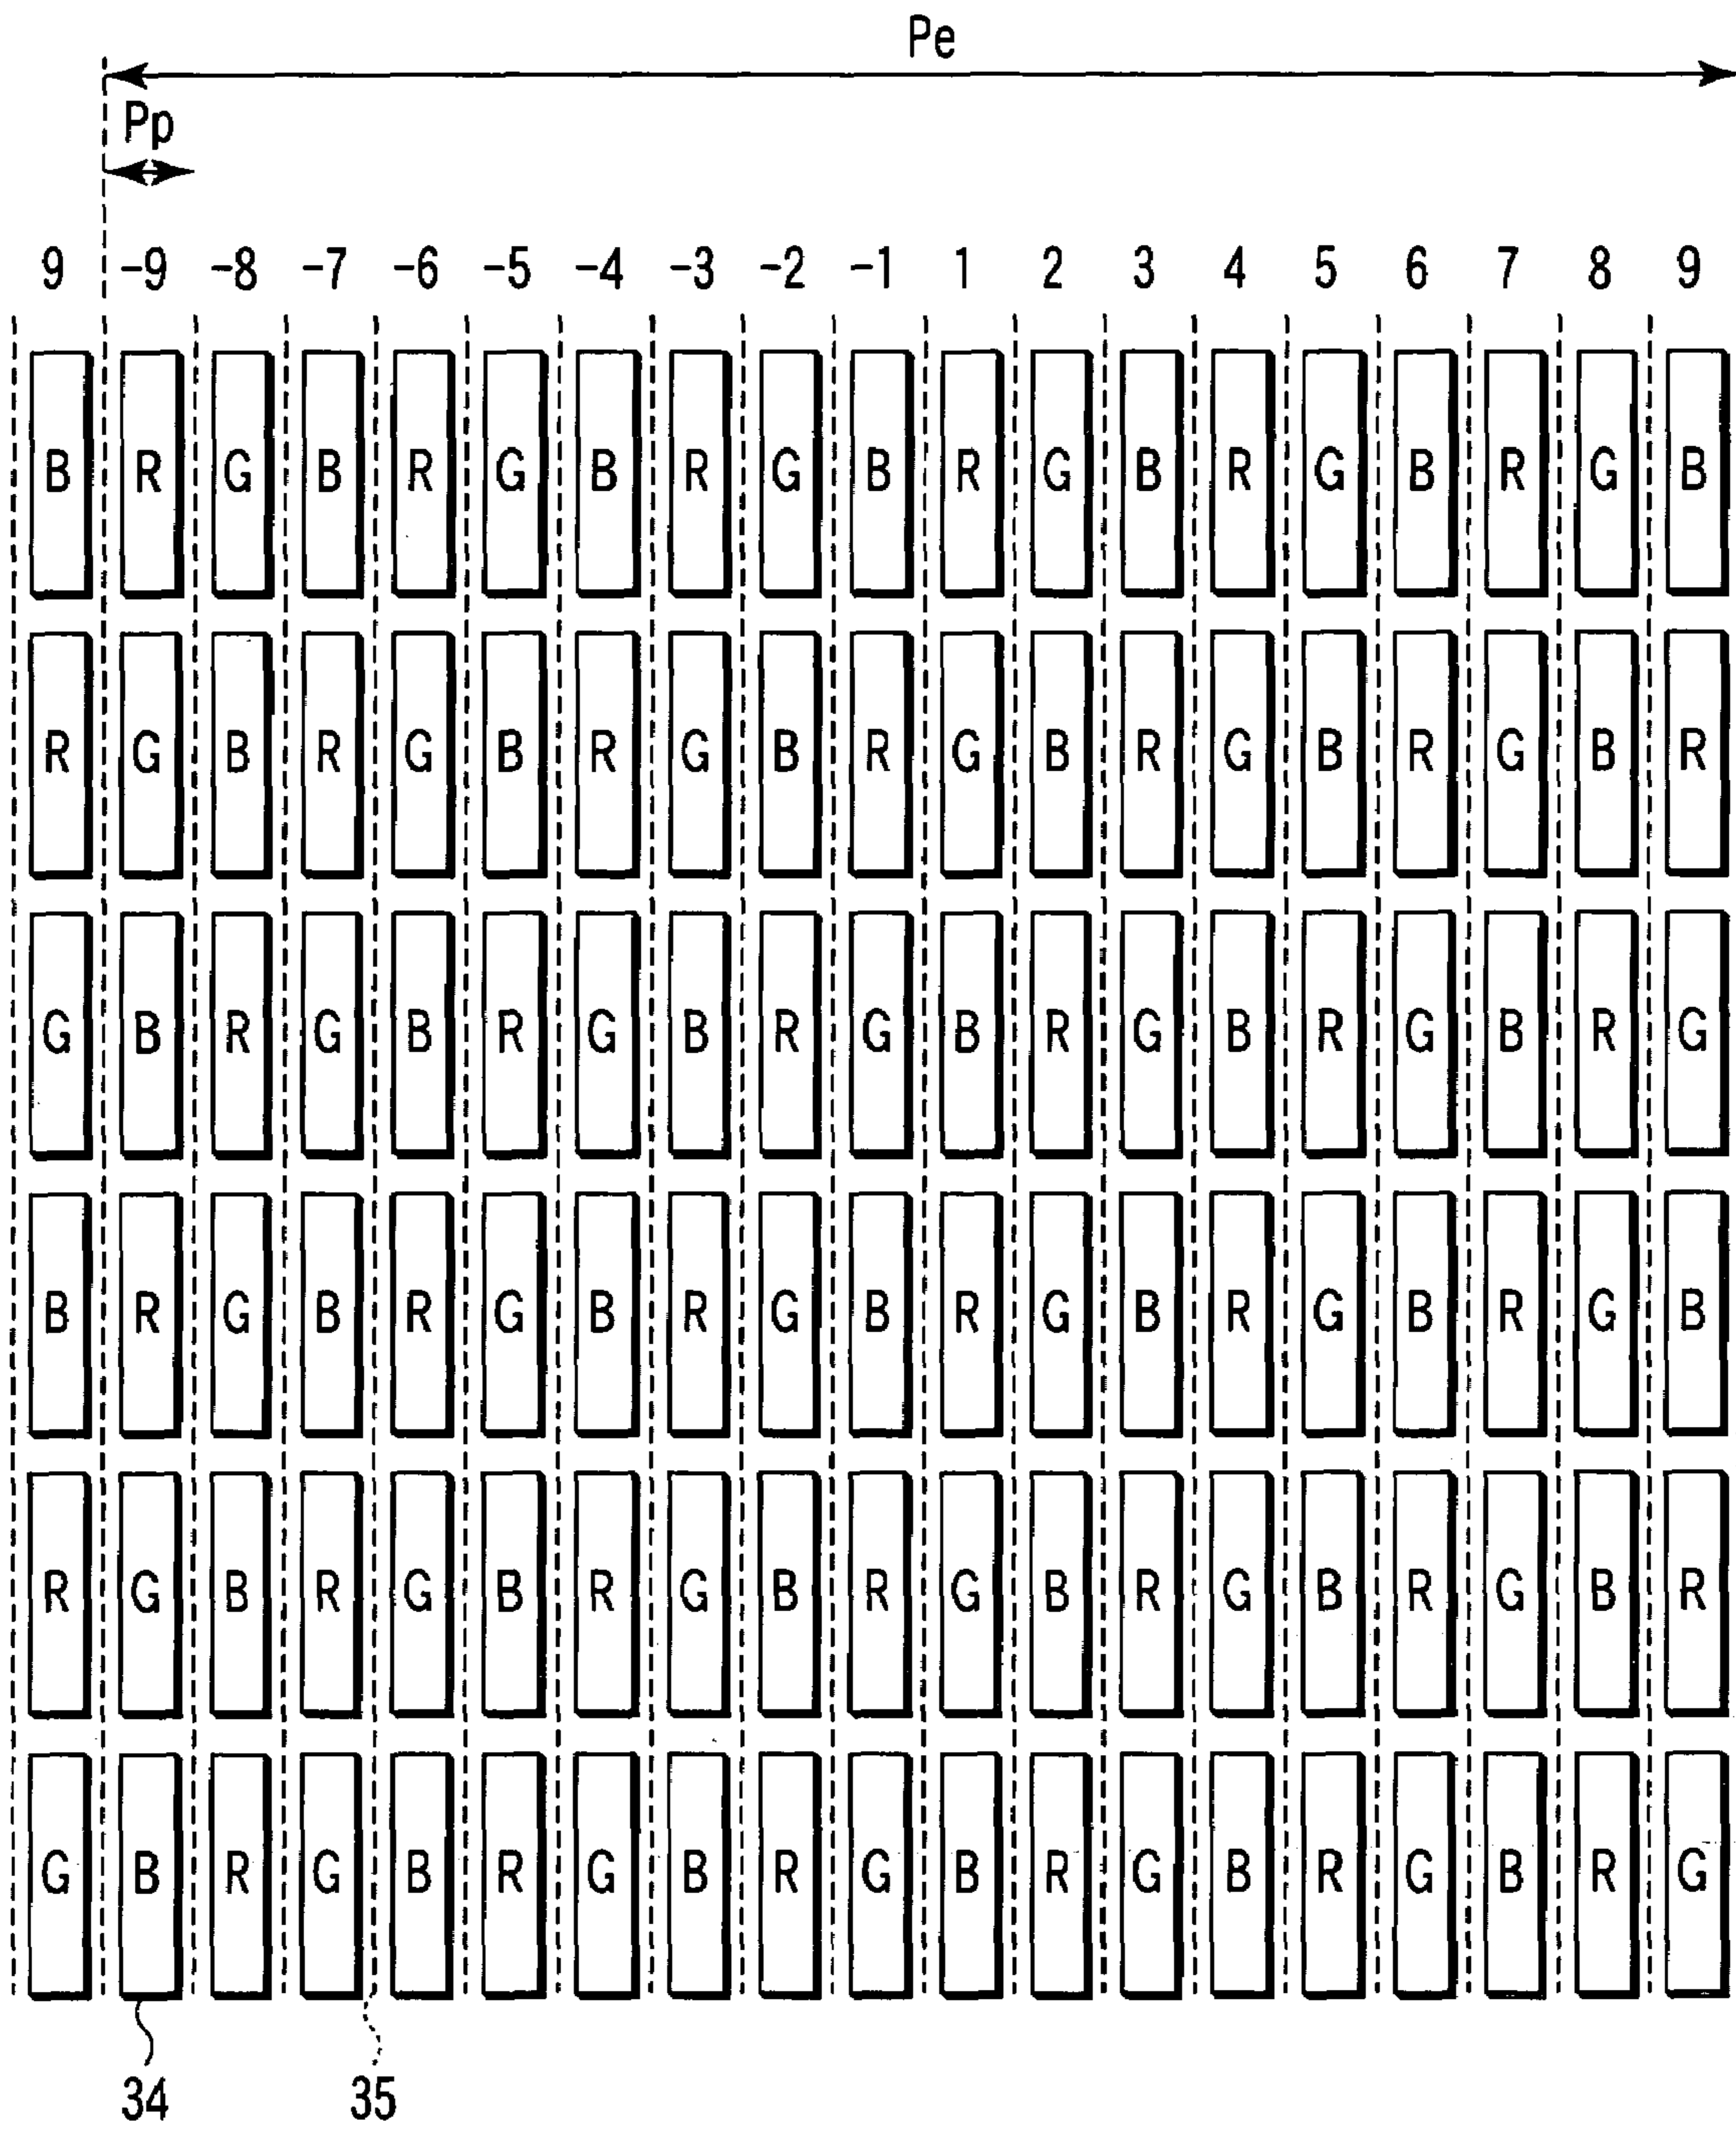 Pe
Pp
9 -9 -8 -7 -6 -5 -4 -3 -2 -1 1 2 3 4 5 6 7 8 9
B R G B R G B R G B R G B R G B R G B
R G B R G B R G B R G B R G B R G B R
G B R G B R G B R G B R G B R G B R G
B R G B R G B R G B R G B R G B R G B
R G B R G B R G B R G B R G B R G B R
G B R G B R G B R G B R G B R G B R G
34 35